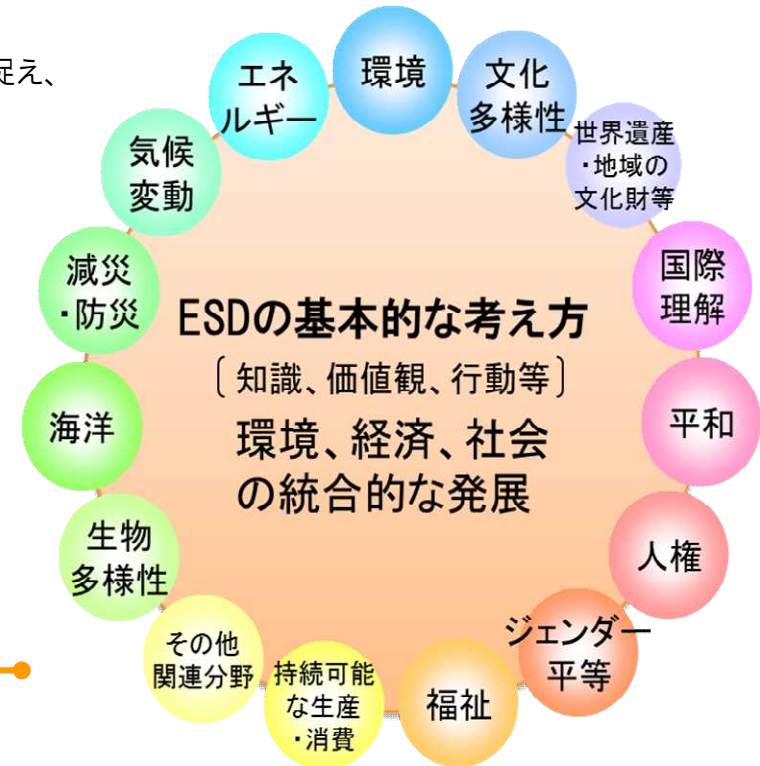 捉え、
環境
文化
多様性
世界遺産
・地域の
文化財等
国際
理解
平和
人権
ジェンダー
平等
福祉
持続可能
な生産
・消費
その他
関連分野
生物
多様性
海洋
減災
・防災
気候
変動
エネ
ルギー
ESDの基本的な考え方
〔知識、価値観、行動等〕
環境、経済、社会
の統合的な発展